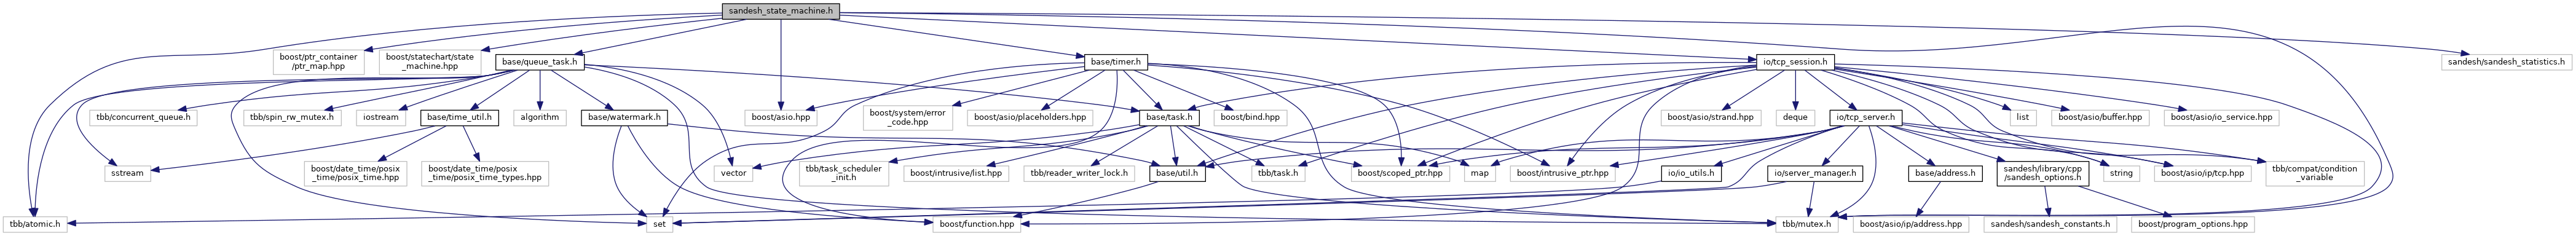 sandesh_state_machine.h
boost/ptr_container
/ptr_map.hpp
boost/statechart/state
_machine.hpp
base/queue_task.h
base/timer.h
io/tcp_session.h
sandesh/sandesh_statistics.h
tbb/concurrent_queue.h
tbb/spin_rw_mutex.h
iostream
base/time_util.h
algorithm
base/watermark.h
boost/asio.hpp
boost/system/error
_code.hpp
boost/asio/placeholders.hpp
base/task.h
boost/bind.hpp
boost/asio/strand.hpp
deque
io/tcp_server.h
list
boost/asio/buffer.hpp
boost/asio/io_service.hpp
sstream
boost/date_time/posix
_time/posix_time.hpp
boost/date_time/posix
_time/posix_time_types.hpp
vector
tbb/task_scheduler
_init.h
boost/intrusive/list.hpp
tbb/reader_writer_lock.h
base/util.h
tbb/task.h
boost/scoped_ptr.hpp
map
boost/intrusive_ptr.hpp
io/io_utils.h
io/server_manager.h
base/address.h
sandesh/library/cpp
/sandesh_options.h
string
boost/asio/ip/tcp.hpp
tbb/compat/condition
_variable
tbb/atomic.h
set
boost/function.hpp
tbb/mutex.h
boost/asio/ip/address.hpp
sandesh/sandesh_constants.h
boost/program_options.hpp